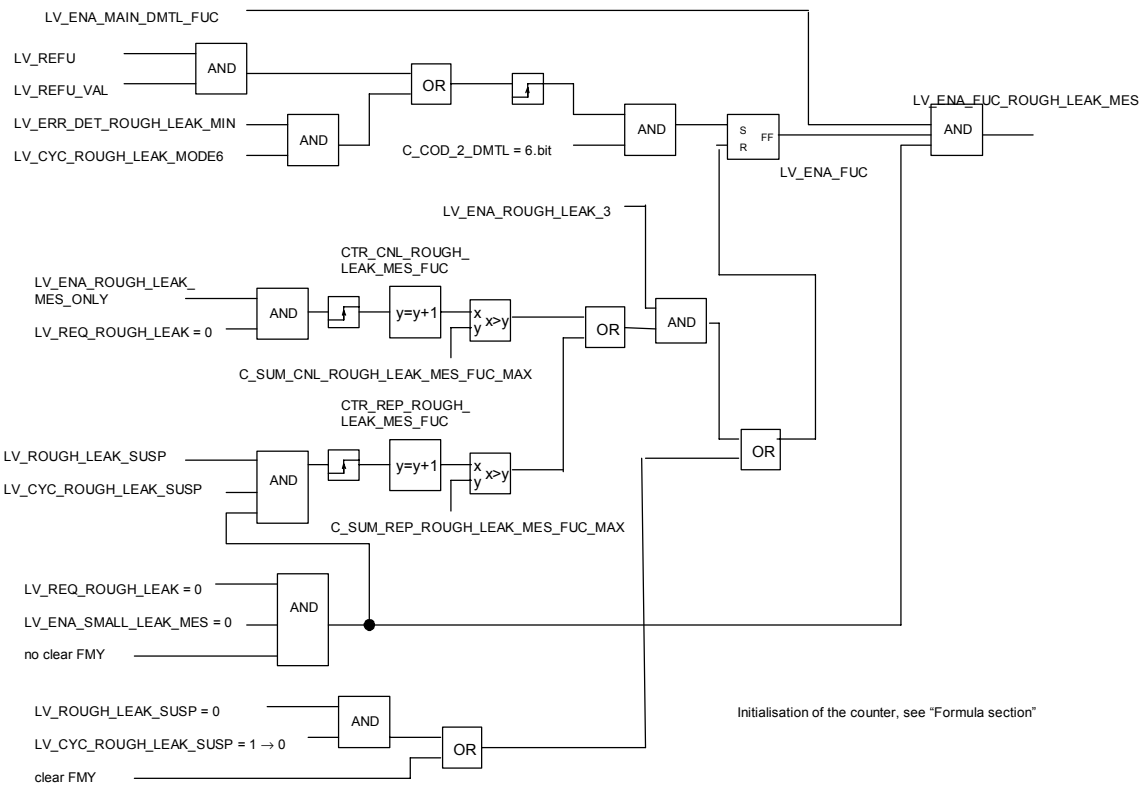 LV_ENA_MAIN_DMTL_FUC
LV_REFU
AND
LV_REFU_VAL
OR
LV_ERR_DET_ROUGH_LEAK_MIN
AND
LV_CYC_ROUGH_LEAK_MODE6
C_COD_2_DMTL = 6.bit
AND
S
R
FF
LV_ENA_FUC
LV_ENA_FUC_ROUGH_LEAK_MES
AND
LV_ENA_ROUGH_LEAK_3
CTR_CNL_ROUGH_
LEAK_MES_FUC
LV_ENA_ROUGH_LEAK_
MES_ONLY
AND
LV_REQ_ROUGH_LEAK = 0
y=y+1
x
y
x>y
OR
AND
C_SUM_CNL_ROUGH_LEAK_MES_FUC_MAX
CTR_REP_ROUGH_
LEAK_MES_FUC
LV_ROUGH_LEAK_SUSP
AND
LV_CYC_ROUGH_LEAK_SUSP
y=y+1
x
y
x>y
OR
C_SUM_REP_ROUGH_LEAK_MES_FUC_MAX
LV_REQ_ROUGH_LEAK = 0
AND
LV_ENA_SMALL_LEAK_MES = 0
no clear FMY
LV_ROUGH_LEAK_SUSP = 0
AND
LV_CYC_ROUGH_LEAK_SUSP = 1 → 0
OR
clear FMY
Initialisation of the counter, see “Formula section”